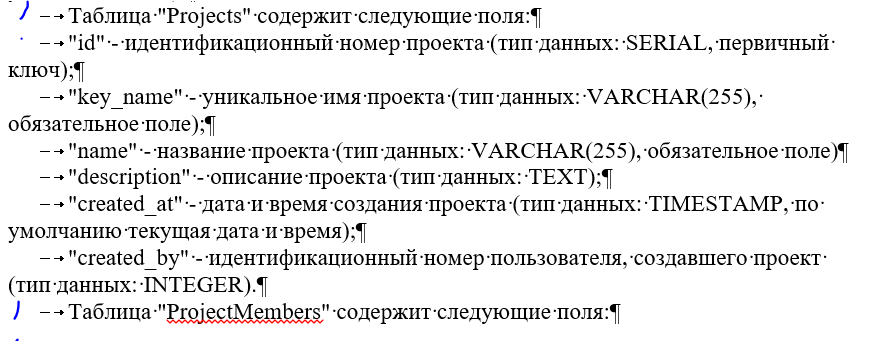 – Таблица "Projects" содержит следующие поля:¶
– "id" - идентификационный номер проекта (тип данных: SERIAL, первичный
ключ);¶
– "key_name" - уникальное имя проекта (тип данных: VARCHAR(255),
обязательное поле);¶
– "name" - название проекта (тип данных: VARCHAR(255), обязательное поле)¶
– "description" - описание проекта (тип данных: TEXT);¶
– "created_at" - дата и время создания проекта (тип данных: TIMESTAMP, по
умолчанию текущая дата и время);¶
– "created_by" - идентификационный номер пользователя, создавшего проект
(тип данных: INTEGER).¶
– Таблица "ProjectMembers" содержит следующие поля:¶